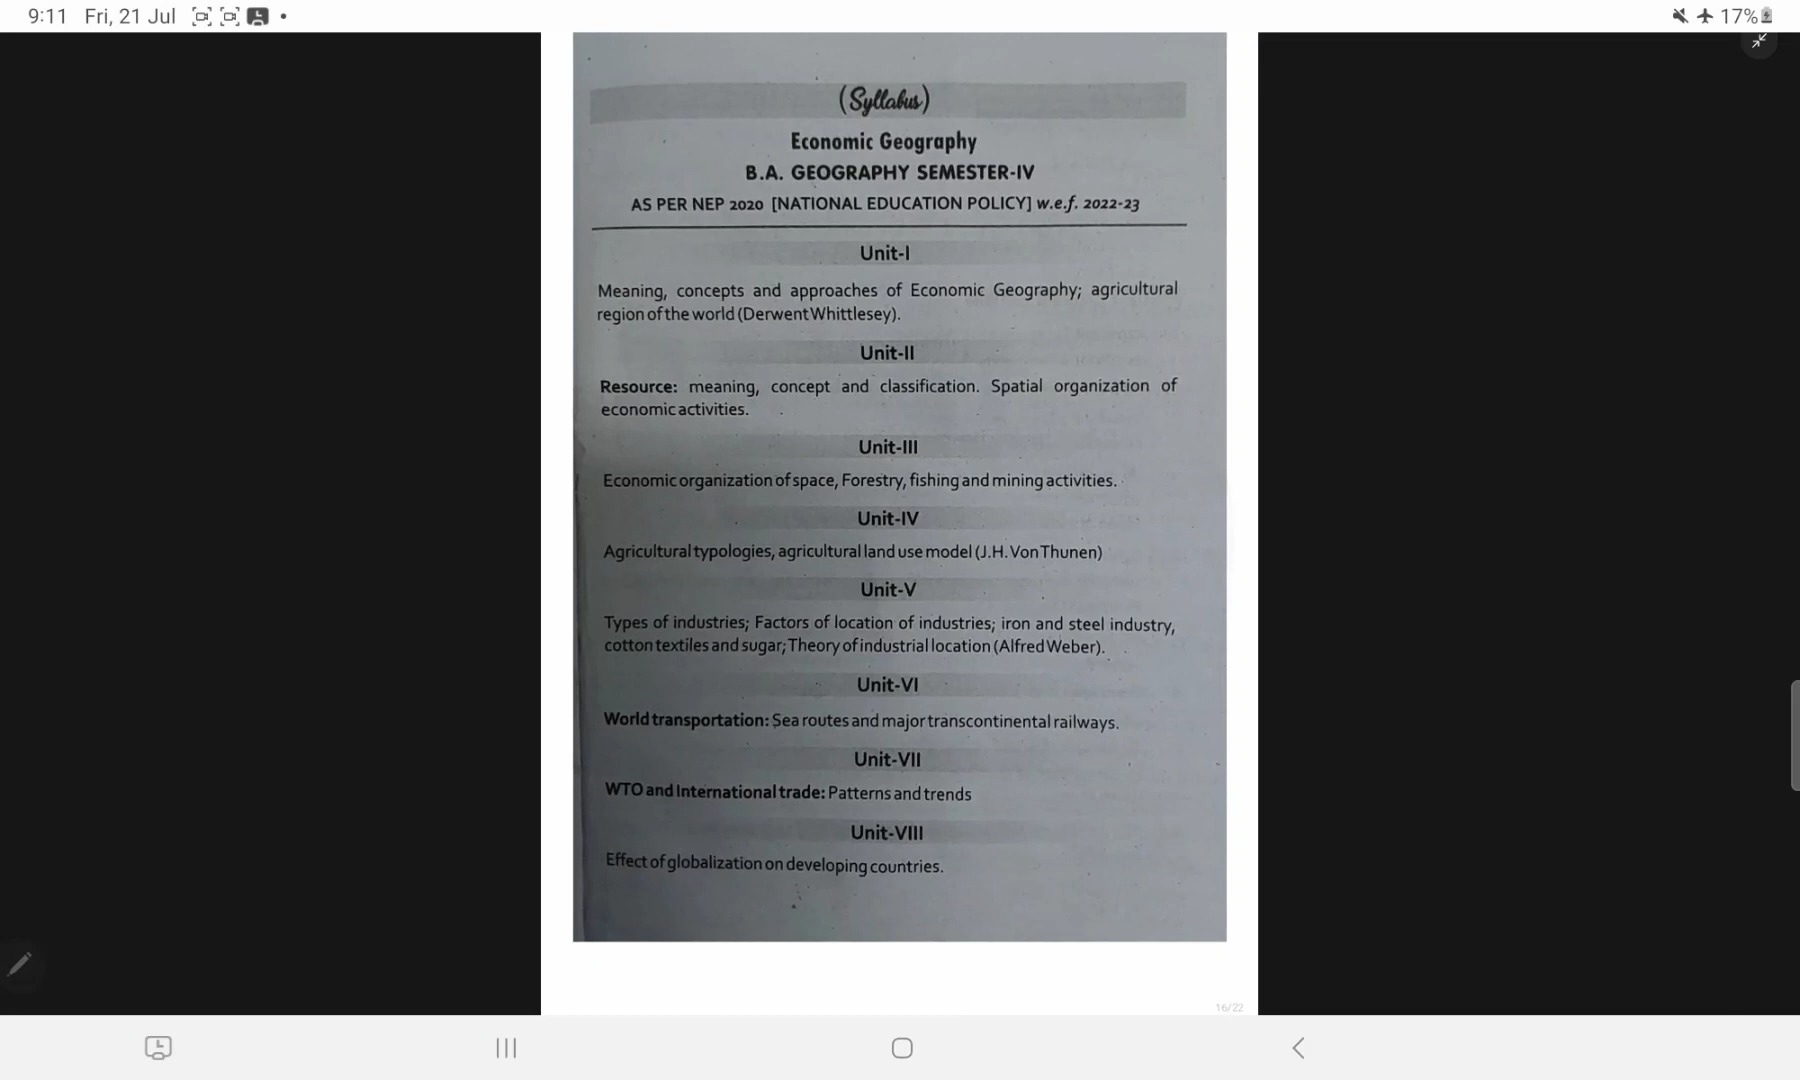 9:11 Fri, 21 Jul
17%
(Syllabus)
Economic Geography
B.A. GEOGRAPHY SEMESTER-IV
AS PER NEP 2020 [NATIONAL EDUCATION POLICY] w.e.f. 2022-23
Unit-I
Meaning, concepts and approaches of Economic Geography; agricultural
region of the world (Derwent Whittlesey).
Unit-II
Resource: meaning, concept and classification. Spatial organization of
economic activities.
Unit-III
Economic organization of space, Forestry, fishing and mining activities.
Unit-IV
Agricultural typologies, agricultural land use model (J.H. Von Thunen)
Unit-V
Types of industries; Factors of location of industries; iron and steel industry,
cotton textiles and sugar; Theory of industrial location (Alfred Weber).
Unit-VI
World transportation: Sea routes and major transcontinental railways.
Unit-VII
WTO and International trade: Patterns and trends
Unit-VIII
Effect of globalization on developing countries.
16/22